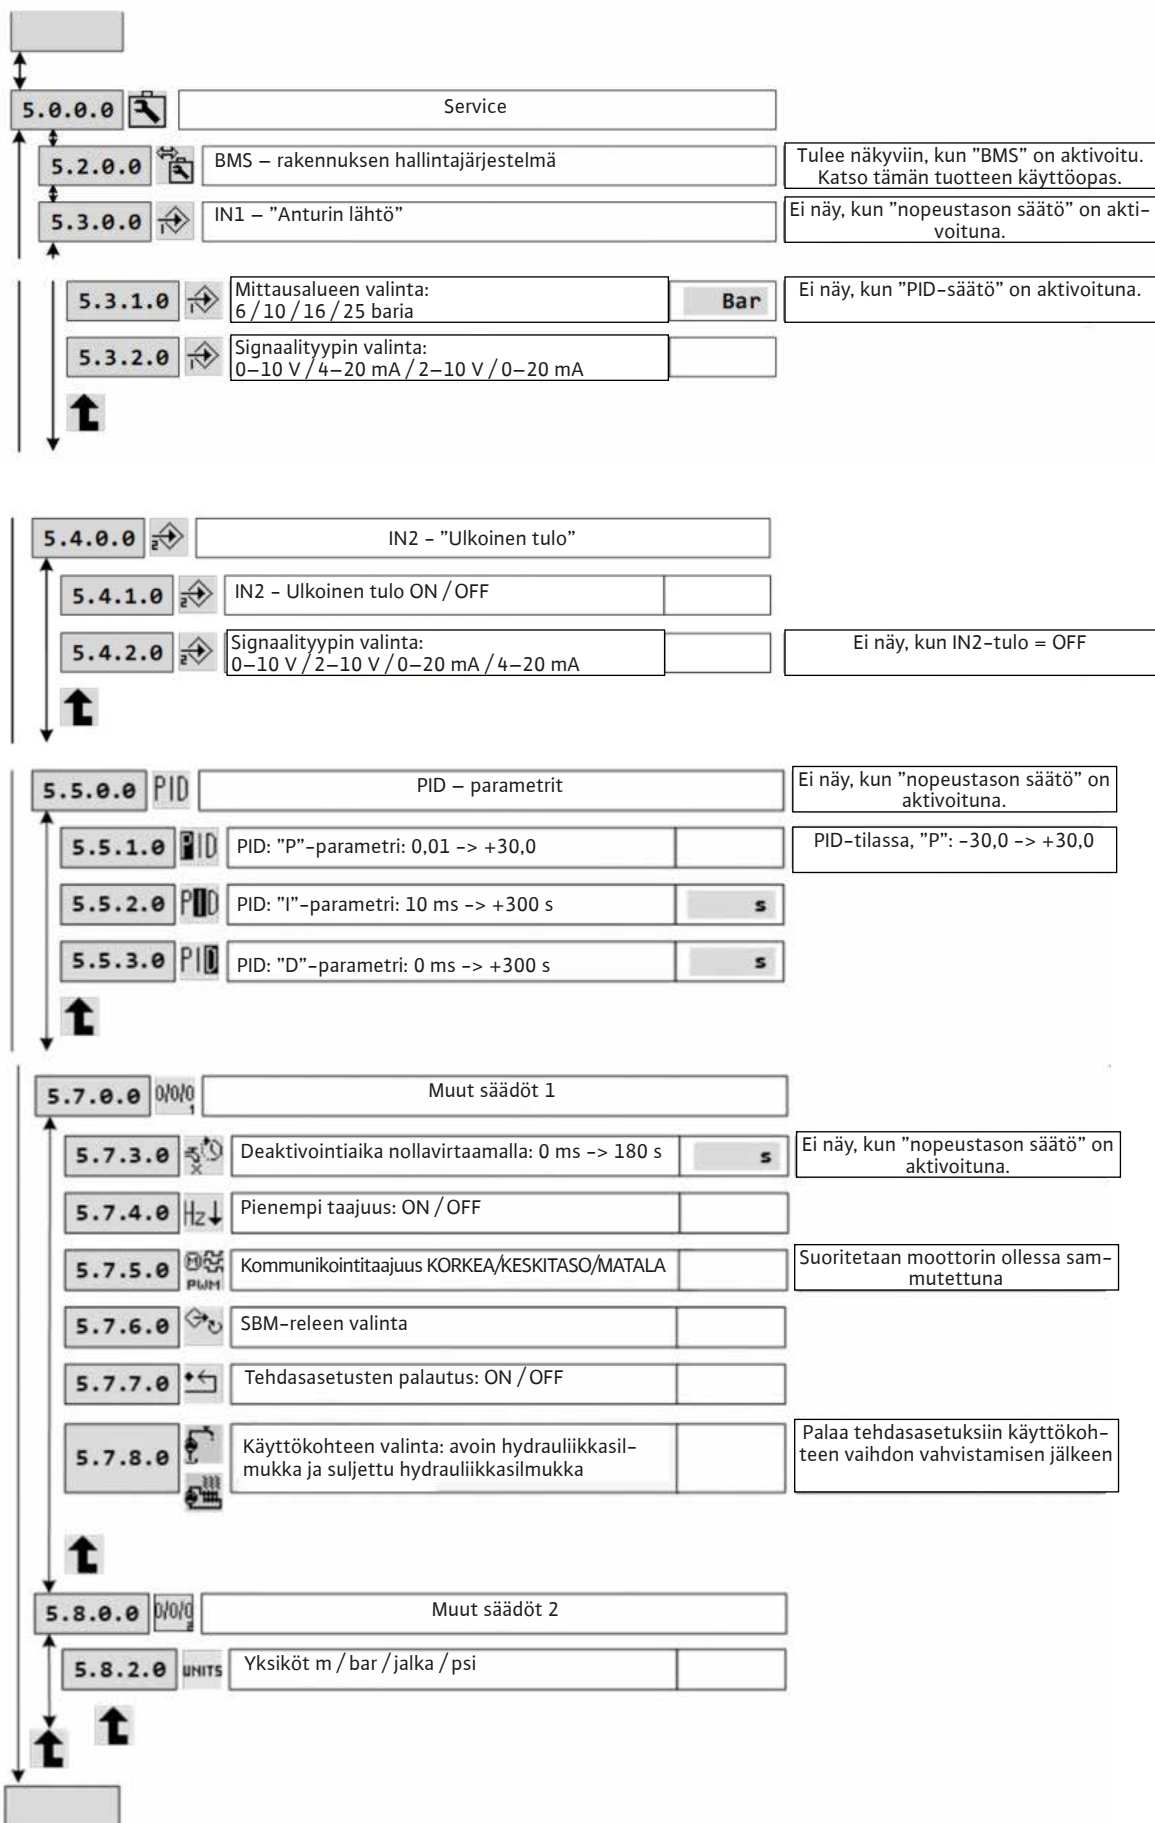 5.0.0.0 Service
5.2.0.0 BMS – rakennuksen hallintajärjestelmä
Tulee näkyviin, kun ”BMS” on aktivoitu.
Katso tämän tuotteen käyttöopas.
5.3.0.0 IN1 – ”Anturin lähtö”
Ei näy, kun ”nopeustason säätö” on akti-
voituna.
5.3.1.0 Mittausalueen valinta:
6 / 10 / 16 / 25 baria
Bar
Ei näy, kun ”PID-säätö” on aktivoituna.
5.3.2.0 Signaalityypin valinta:
0–10 V / 4–20 mA / 2–10 V / 0–20 mA
5.4.0.0 IN2 - ”Ulkoinen tulo”
5.4.1.0 IN2 - Ulkoinen tulo ON / OFF
5.4.2.0 Signaalityypin valinta:
0–10 V / 2–10 V / 0–20 mA / 4–20 mA
Ei näy, kun IN2-tulo = OFF
5.5.0.0 PID PID – parametrit
Ei näy, kun ”nopeustason säätö” on
aktivoituna.
5.5.1.0 PID PID: ”P”-parametri: 0,01 -> +30,0
PID-tilassa, ”P”: -30,0 -> +30,0
5.5.2.0 PID PID: ”I”-parametri: 10 ms -> +300 s s
5.5.3.0 PID PID: ”D”-parametri: 0 ms -> +300 s s
5.7.0.0 0/0/0 1 Muut säädöt 1
5.7.3.0 Deaktivointiaika nollavirtaamalla: 0 ms -> 180 s s
Ei näy, kun ”nopeustason säätö” on
aktivoituna.
5.7.4.0 Hz Pienempi taajuus: ON / OFF
5.7.5.0 M PWM Kommunikointitaajuus KORKEA/KESKITASO/MATALA
Suoritetaan moottorin ollessa sam-
mutettuna
5.7.6.0 SBM-releen valinta
5.7.7.0 Tehdasasetusten palautus: ON / OFF
5.7.8.0 Käyttökohteen valinta: avoin hydrauliikkasil-
mukka ja suljettu hydrauliikkasilmukka
Palaa tehdasasetuksiin käyttökoh-
teen vaihdon vahvistamisen jälkeen
5.8.0.0 0/0/0 2 Muut säädöt 2
5.8.2.0 UNITS Yksiköt m / bar / jalka / psi